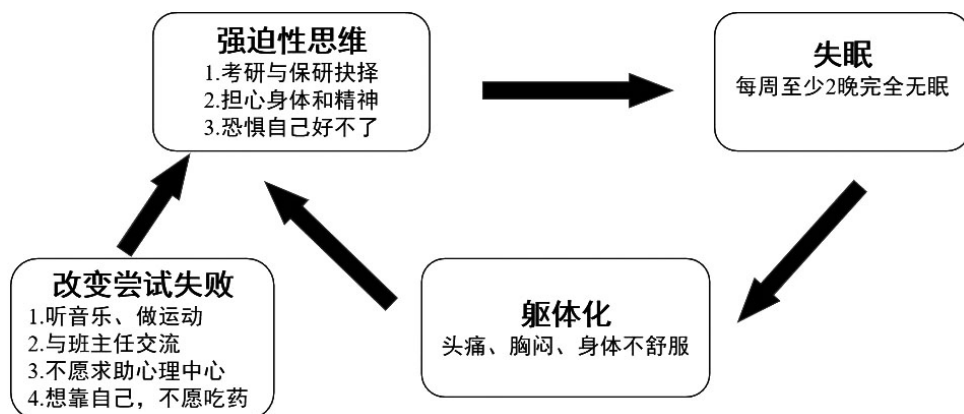 强迫性思维
1.考研与保研抉择
2.担心身体和精神
3.恐惧自己好不了
失眠
每周至少2晚完全无眠
改变尝试失败
1.听音乐、做运动
2.与班主任交流
3.不愿求助心理中心
4.想靠自己，不愿吃药
躯体化
头痛、胸闷、身体不舒服